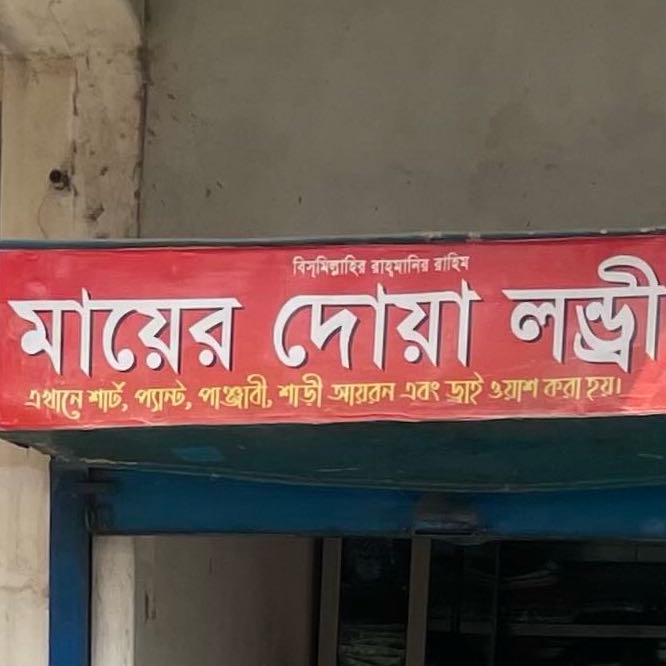 বিসমিল্লাহির রাহমানির রাহিম
মায়ের দোয়া লন্ড্রী
এখানে শার্ট, প্যান্ট, পাঞ্জাবী, শাড়ী আয়রন এবং ড্রাই ওয়াশ করা হয়।